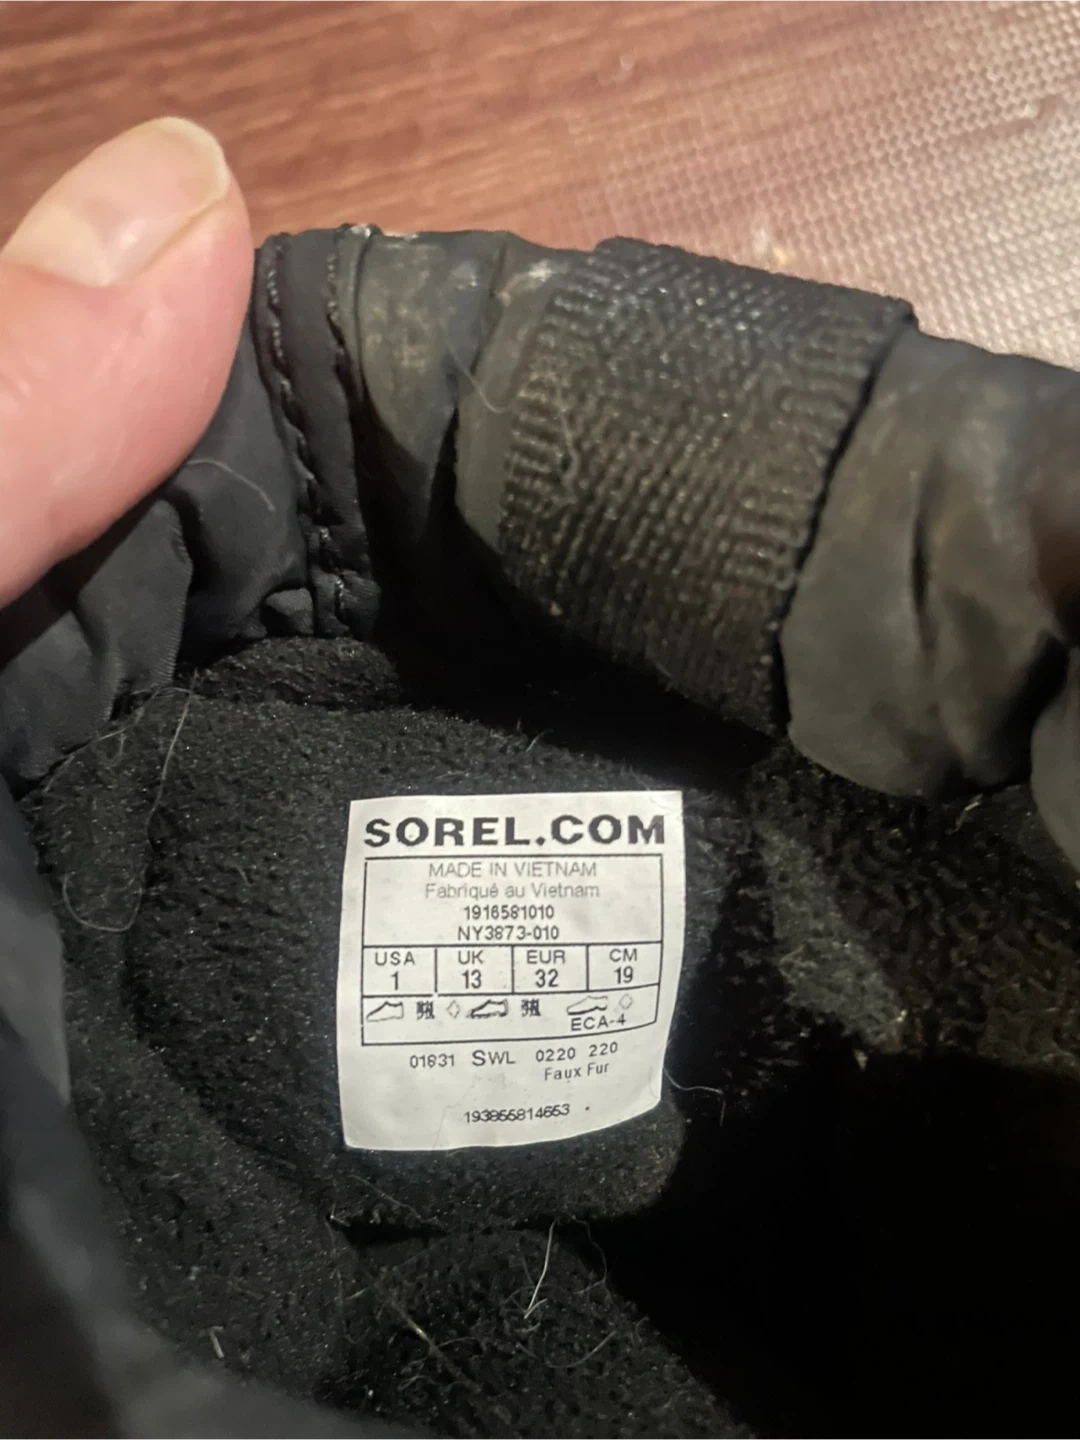 SOREL.COM
MADE IN VIETNAM
Fabriqué au Vietnam
1916581010
NY3873-010
USA UK EUR CM
1 13 32 19
ECA-4
01831 SWL 0220 220
Faux Fur
193855814653